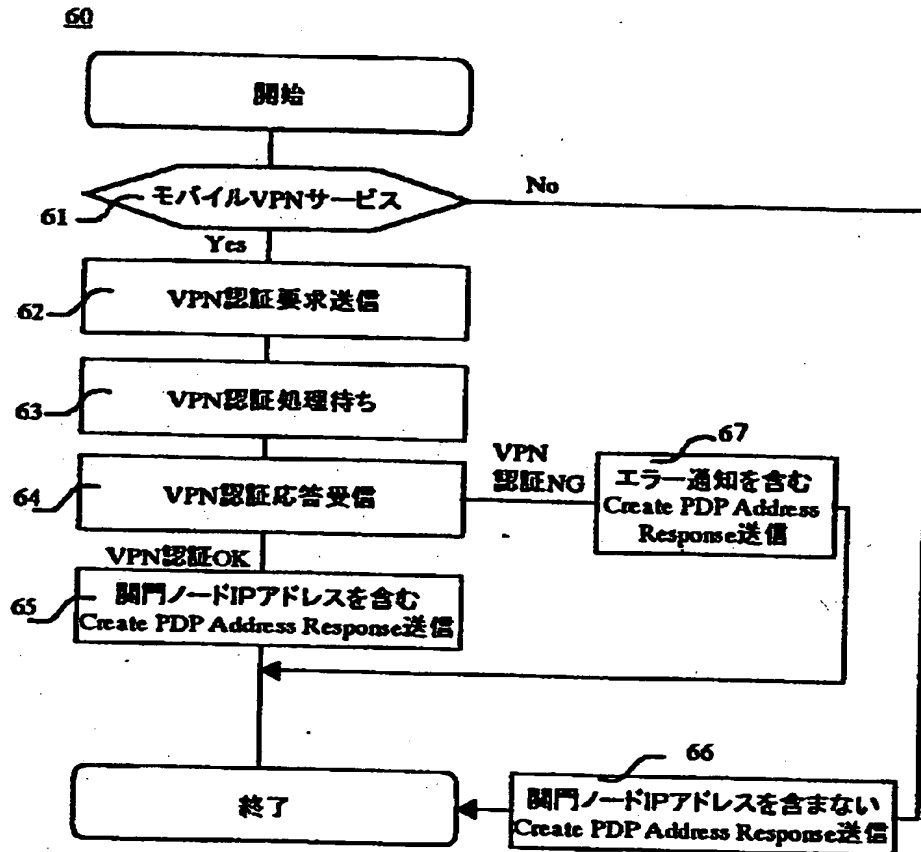 60
開始
モバイルVPNサービス
No
61
Yes
VPN認証要求送信
62
VPN認証処理待ち
63
VPN認証応答受信
64
VPN
認証NG
67
エラー通知を含む
Create PDP Address
Response送信
VPN認証OK
関門ノードIPアドレスを含む
Create PDP Address Response送信
65
66
関門ノードIPアドレスを含まない
Create PDP Address Response送信
終了